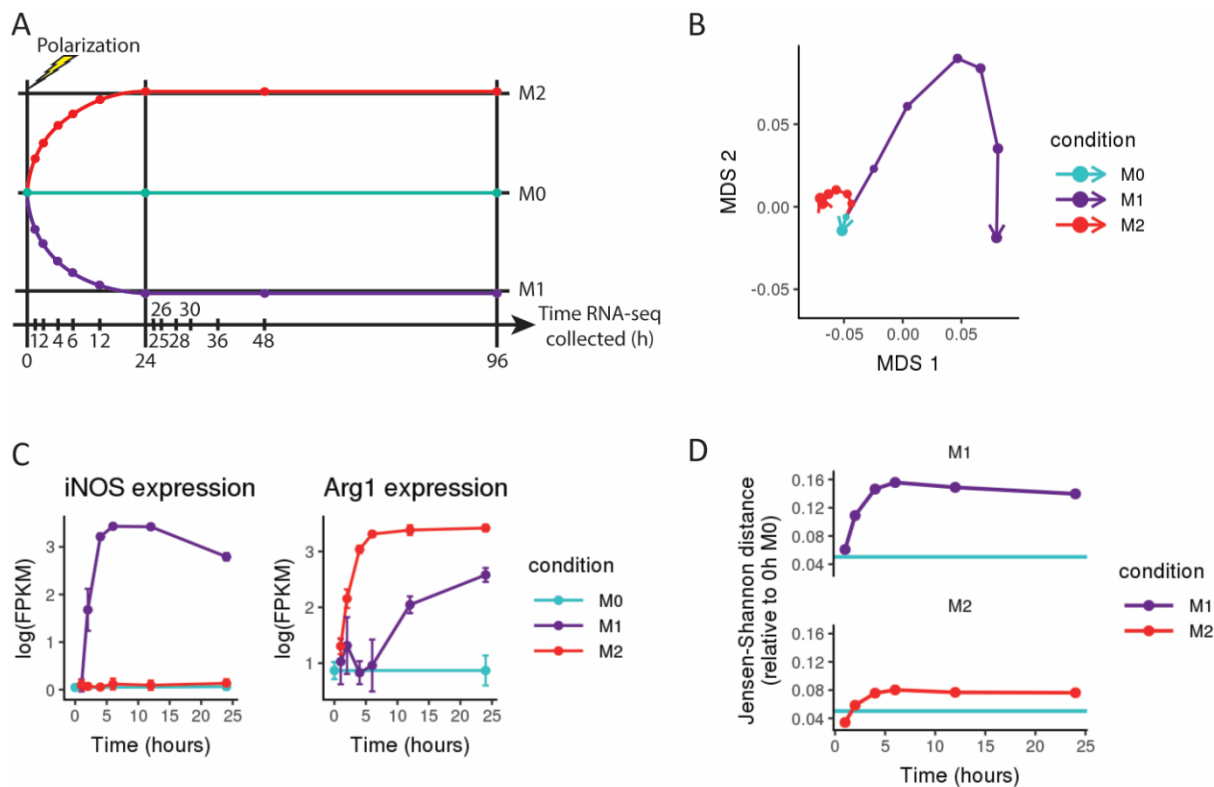 A
Polarization
M2
M0
M1
26 30
12 4 6 12 25 28 36 48
0 24 96
Time RNA-seq
collected (h)
B
0.05
0.00
-0.05
MDS 2
-0.05 0.00 0.05
MDS 1
condition
M0
M1
M2
C
iNOS expression
log(FPKM)
3
2
1
0
0 5 10 15 20 25
Time (hours)
Arg1 expression
log(FPKM)
3
2
1
0 5 10 15 20 25
Time (hours)
condition
M0
M1
M2
D
Jensen-Shannon distance
(relative to 0h M0)
M1
0.16
0.12
0.08
0.04
M2
0.16
0.12
0.08
0.04
0 5 10 15 20 25
Time (hours)
condition
M1
M2